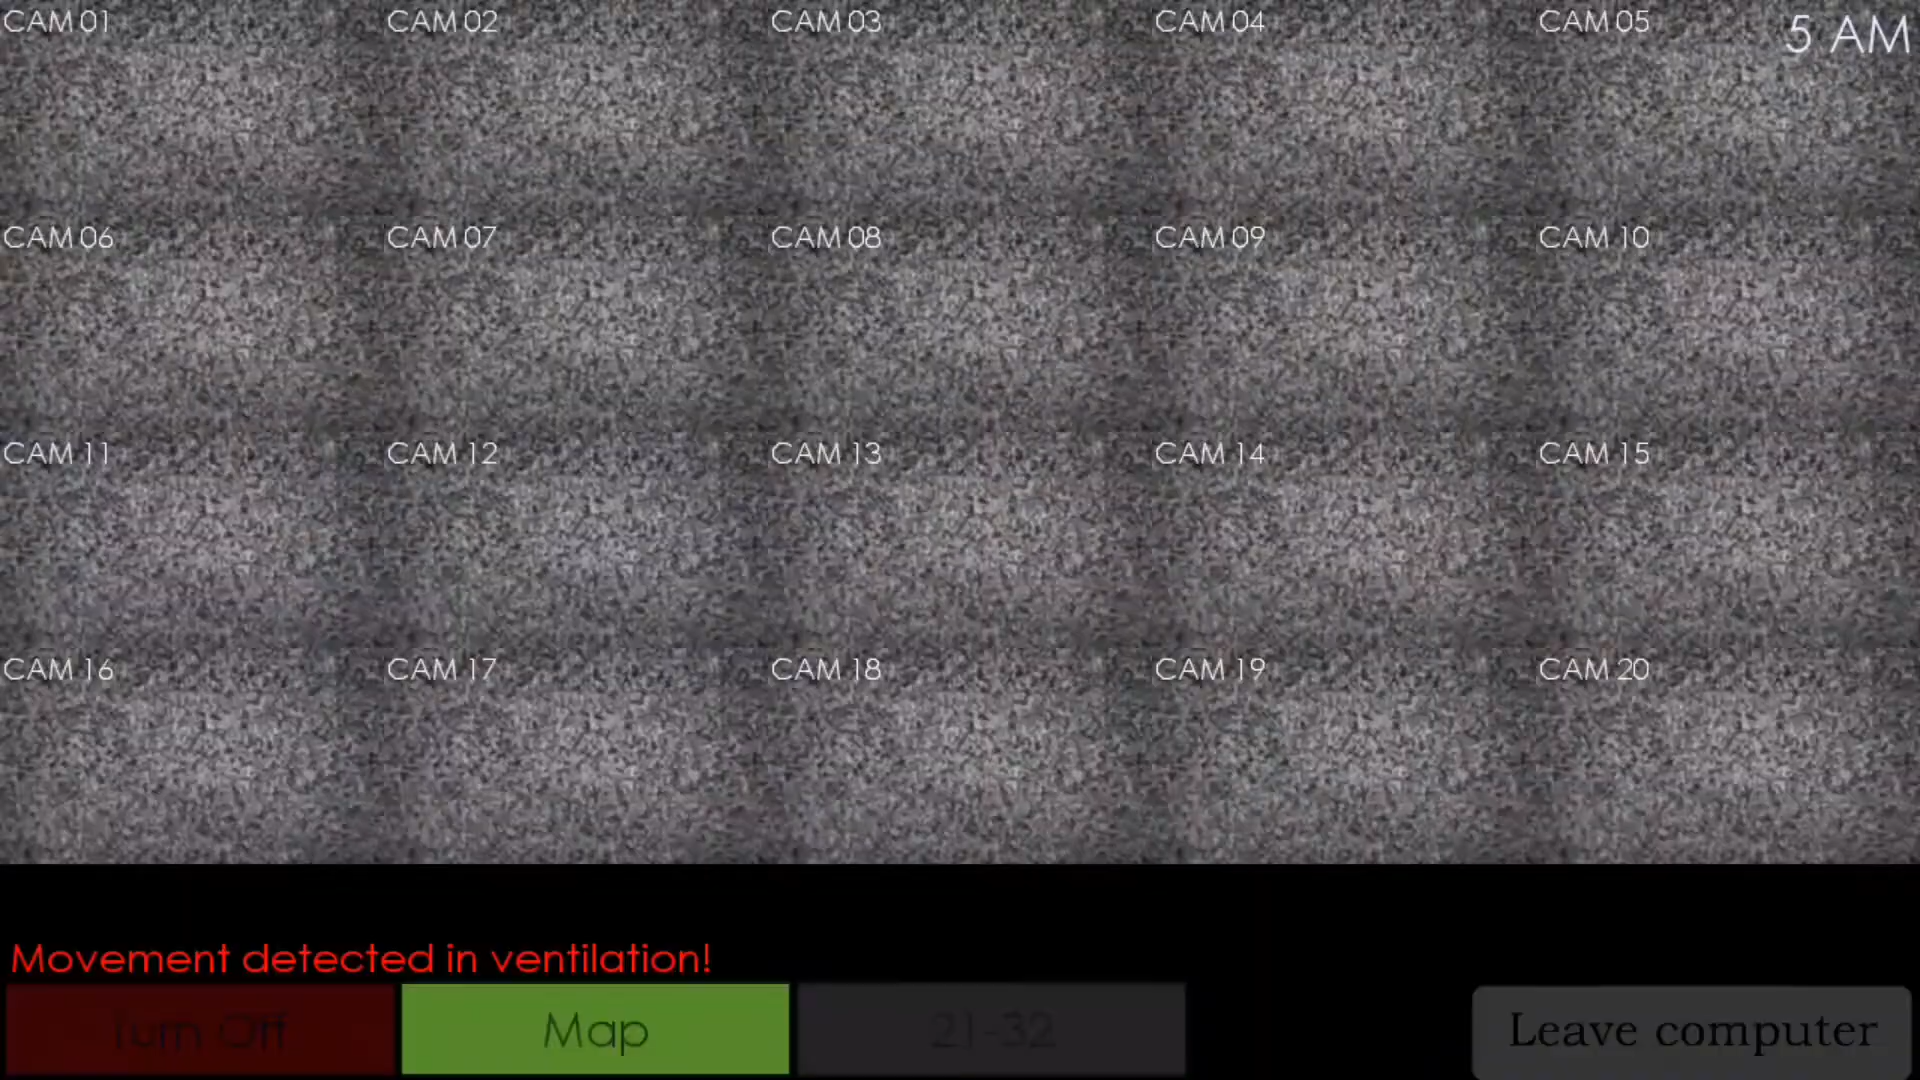 CAM 01 CAM 02 CAM 03 CAM 04 CAM 05 5 AM
CAM 06 CAM 07 CAM 08 CAM 09 CAM 10
CAM 11 CAM 12 CAM 13 CAM 14 CAM 15
CAM 16 CAM 17 CAM 18 CAM 19 CAM 20
Movement detected in ventilation!
Turn Off Map 21-32 Leave computer